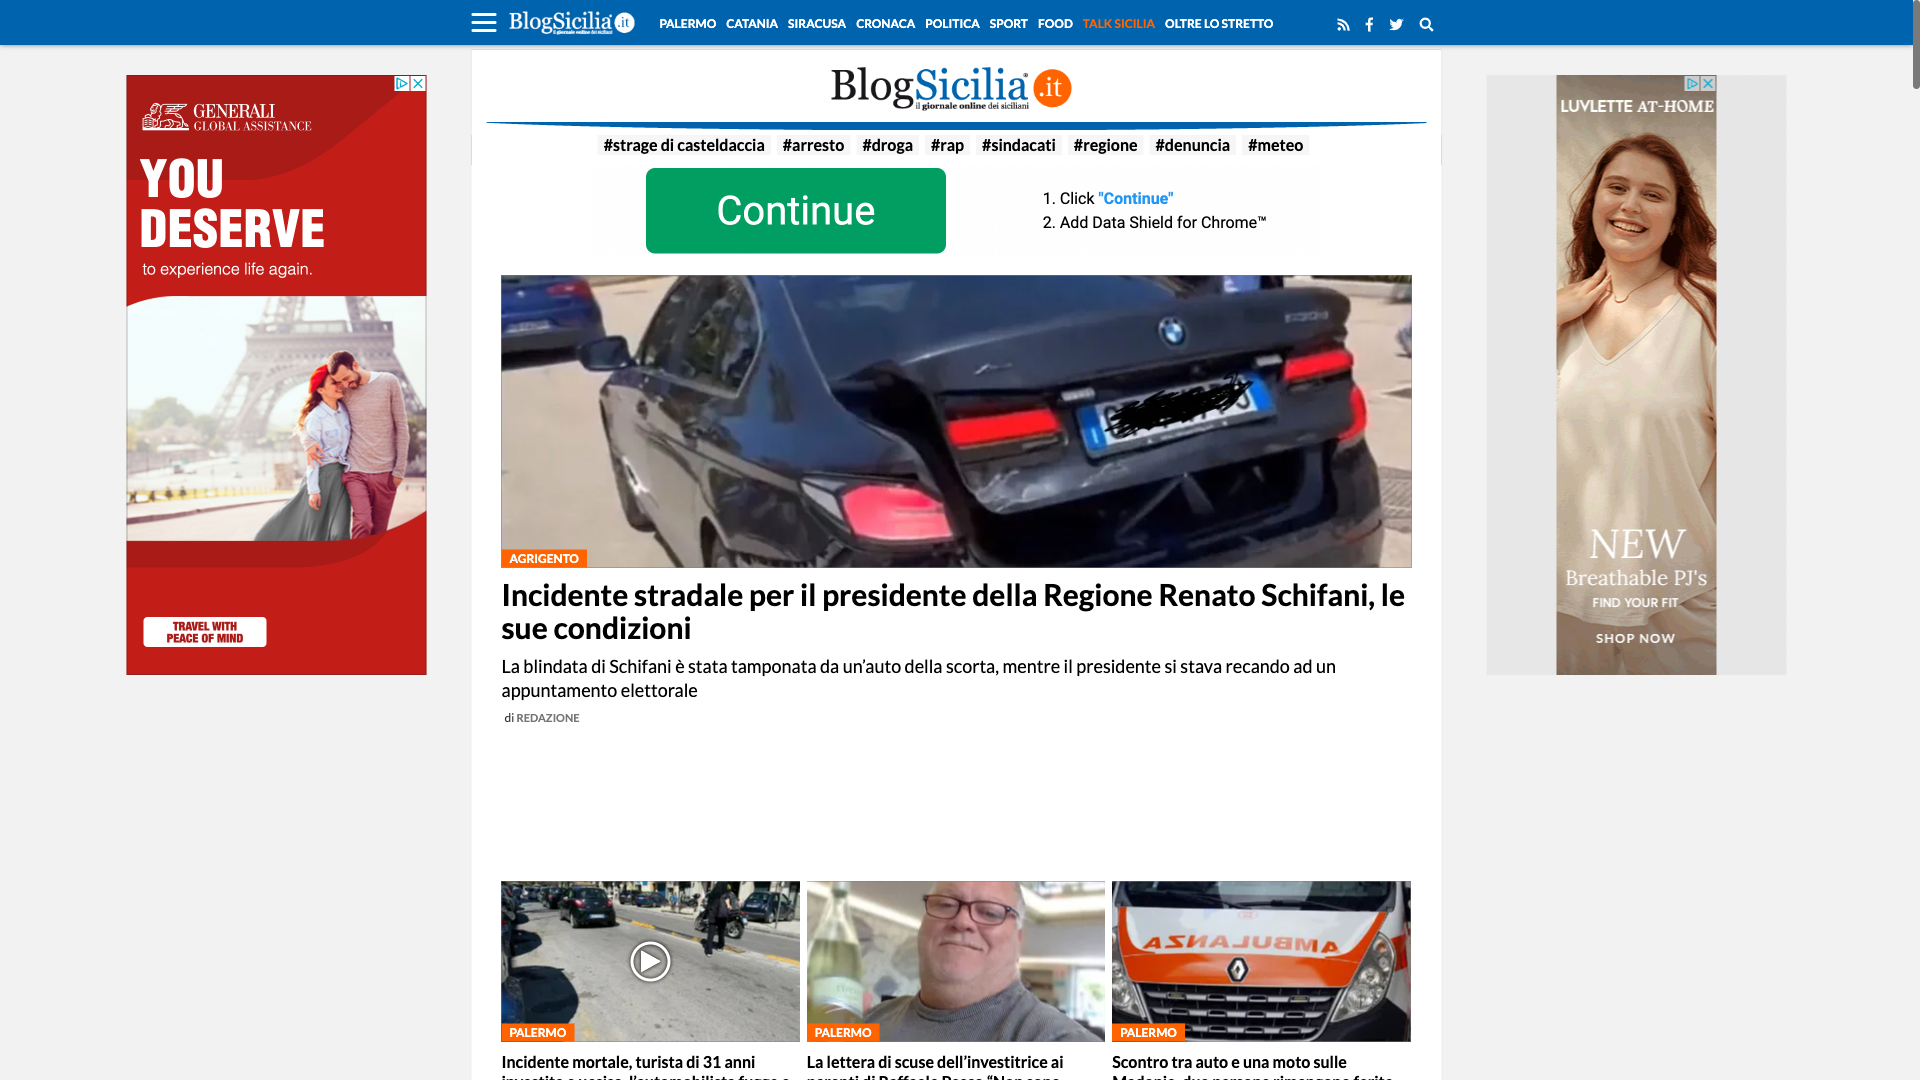 BlogSicilia.it
il giornale online dei siciliani
PALERMO CATANIA SIRACUSA CRONACA POLITICA SPORT FOOD TALK SICILIA OLTRE LO STRETTO
GENERALI
GLOBAL ASSISTANCE
YOU
DESERVE
to experience life again.
TRAVEL WITH
PEACE OF MIND
BlogSicilia.it
il giornale online dei siciliani
#strage di casteldaccia #arresto #droga #rap #sindacati #regione #denuncia #meteo
Continue
1. Click "Continue"
2. Add Data Shield for Chrome™
AGRIGENTO
Incidente stradale per il presidente della Regione Renato Schifani, le
sue condizioni
La blindata di Schifani è stata tamponata da un’auto della scorta, mentre il presidente si stava recando ad un
appuntamento elettorale
di REDAZIONE
PALERMO
Incidente mortale, turista di 31 anni
PALERMO
La lettera di scuse dell’investitrice ai
AMBULANZA
PALERMO
Scontro tra auto e una moto sulle
LUVLETTE AT-HOME
NEW
Breathable PJ's
FIND YOUR FIT
SHOP NOW